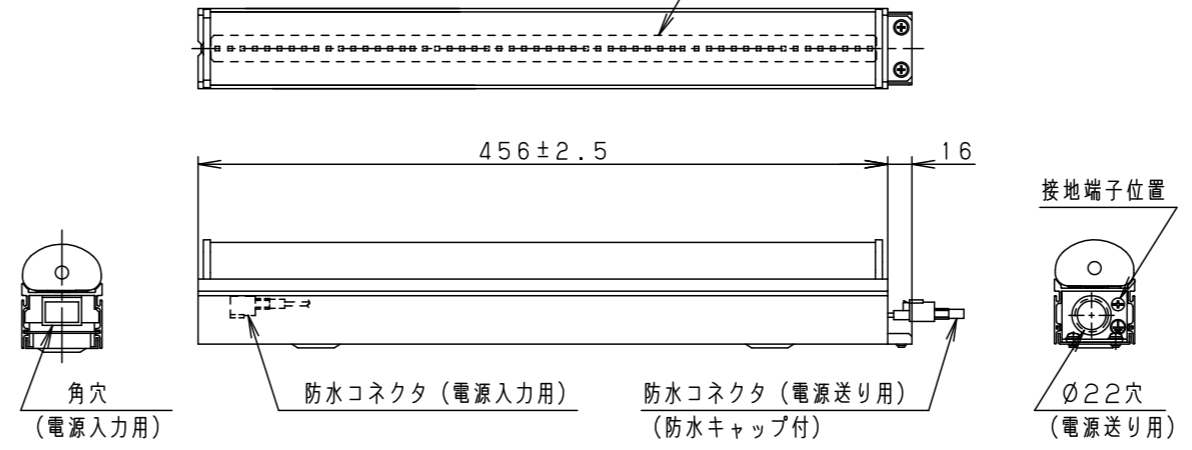 456±2.5
16
接地端子位置
角穴
(電源入力用)
防水コネクタ (電源入力用)
防水コネクタ (電源送り用)
(防水キャップ付)
Ø22穴
(電源送り用)